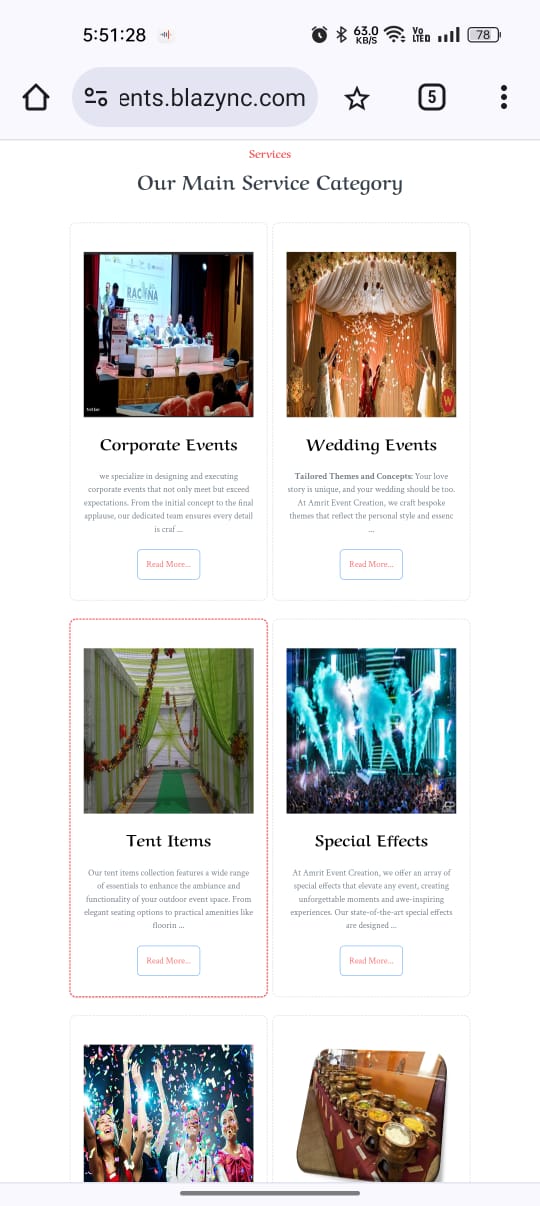 5:51:28
63.0
KB/S
Vo
LTE
78
ents.blazync.com
5
Services
Our Main Service Category
RACONA
Corporate Events
we specialize in designing and executing
corporate events that not only meet but exceed
expectations. From the initial concept to the final
applause, our dedicated team ensures every detail
is craf ...
Read More...
W
Wedding Events
Tailored Themes and Concepts: Your love
story is unique, and your wedding should be too.
At Amrit Event Creation, we craft bespoke
themes that reflect the personal style and essenc
...
Read More...
Tent Items
Our tent items collection features a wide range
of essentials to enhance the ambiance and
functionality of your outdoor event space. From
elegant seating options to practical amenities like
floorin ...
Read More...
Special Effects
At Amrit Event Creation, we offer an array of
special effects that elevate any event, creating
unforgettable moments and awe-inspiring
experiences. Our state-of-the-art special effects
are designed ...
Read More...